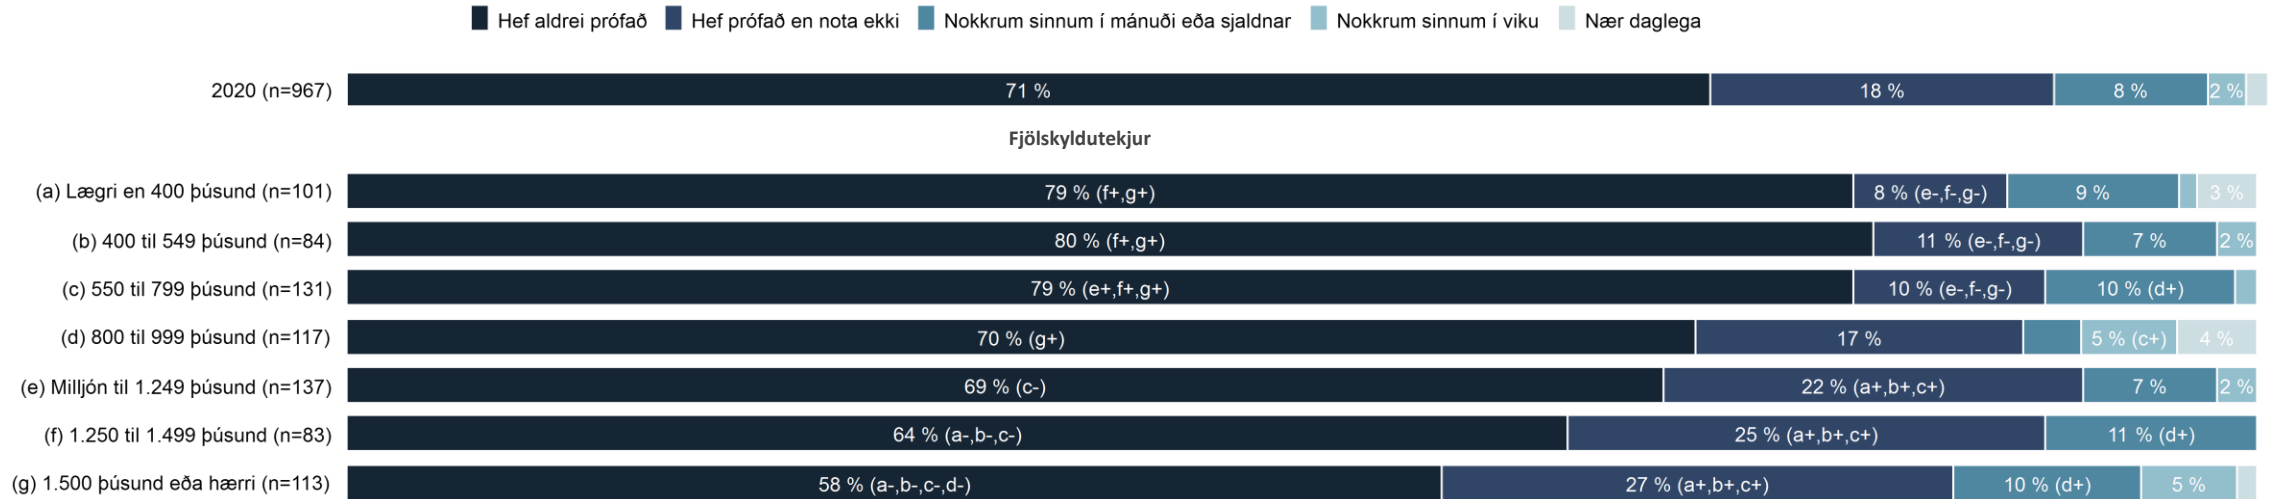 Hef aldrei prófað Hef prófað en nota ekki Nokkrum sinnum í mánuði eða sjaldnar Nokkrum sinnum í viku Nær daglega
2020 (n=967) 71 % 18 % 8 % 2 %
Fjölskyldutekjur
(a) Lægri en 400 þúsund (n=101) 79 % (f+,g+) 8 % (e-,f-,g-) 9 % 3 %
(b) 400 til 549 þúsund (n=84) 80 % (f+,g+) 11 % (e-,f-,g-) 7 % 2 %
(c) 550 til 799 þúsund (n=131) 79 % (e+,f+,g+) 10 % (e-,f-,g-) 10 % (d+)
(d) 800 til 999 þúsund (n=117) 70 % (g+) 17 % 5 % (c+) 4 %
(e) Milljón til 1.249 þúsund (n=137) 69 % (c-) 22 % (a+,b+,c+) 7 % 2 %
(f) 1.250 til 1.499 þúsund (n=83) 64 % (a-,b-,c-) 25 % (a+,b+,c+) 11 % (d+)
(g) 1.500 þúsund eða hærri (n=113) 58 % (a-,b-,c-,d-) 27 % (a+,b+,c+) 10 % (d+) 5 %